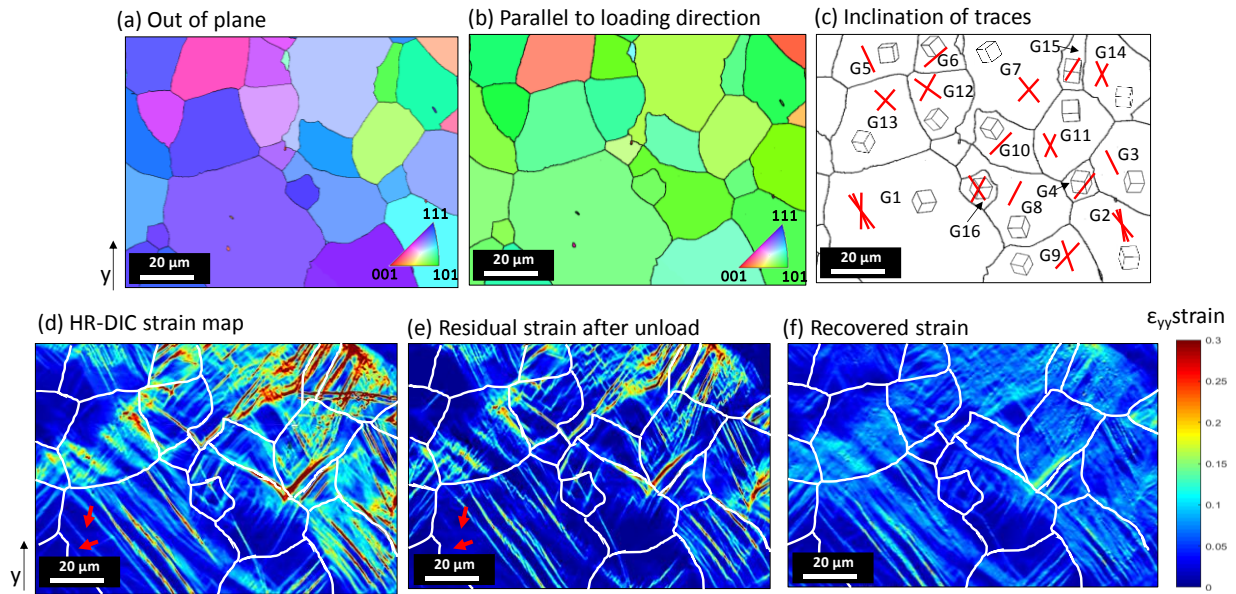 (a) Out of plane
(b) Parallel to loading direction
(c) Inclination of traces
G15
G14
G5
G6
G7
G12
G13
G11
G10
G3
G1
G4
G8
G2
G16
G9
111
001
101
20 µm
y
111
001
101
20 µm
20 µm
(d) HR-DIC strain map
(e) Residual strain after unload
(f) Recovered strain
εyy strain
0.3
0.25
0.2
0.15
0.1
0.05
0
20 µm
y
20 µm
20 µm